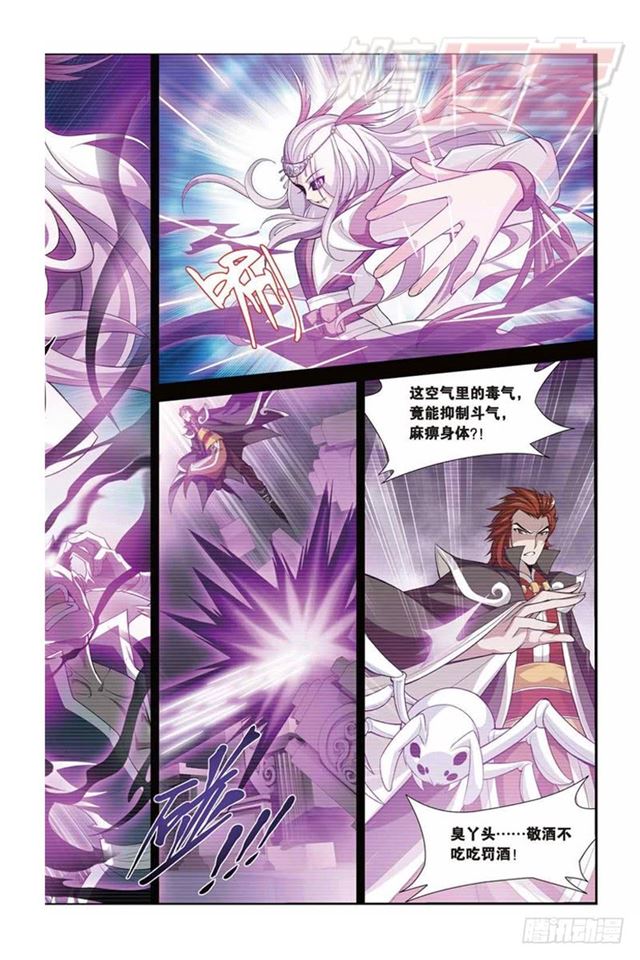 知音漫客
唰
这空气里的毒气，
竟能抑制斗气，
麻痹身体?!
碰!!!
臭丫头……敬酒不
吃吃罚酒!
腾讯动漫